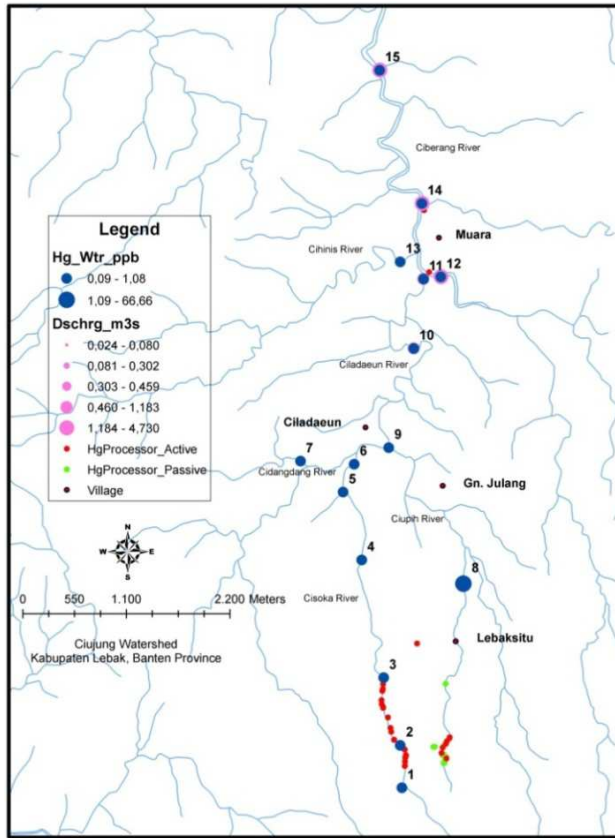 15
Ciberang River
14
Muara
Cihinis River
13
11
12
10
Ciladaeun River
Ciladaeun
9
7
6
Cidangdang River
5
Gn. Julang
Ciupih River
4
8
Cisoka River
Lebaksitu
3
2
1
Legend
Hg_Wtr_ppb
0,09 - 1,08
1,09 - 66,66
Dschrg_m3s
0,024 - 0,080
0,081 - 0,302
0,303 - 0,459
0,460 - 1,183
1,184 - 4,730
HgProcessor_Active
HgProcessor_Passive
Village
N
W E
S
0 550 1.100 2.200 Meters
Ciujung Watershed
Kabupaten Lebak, Banten Province